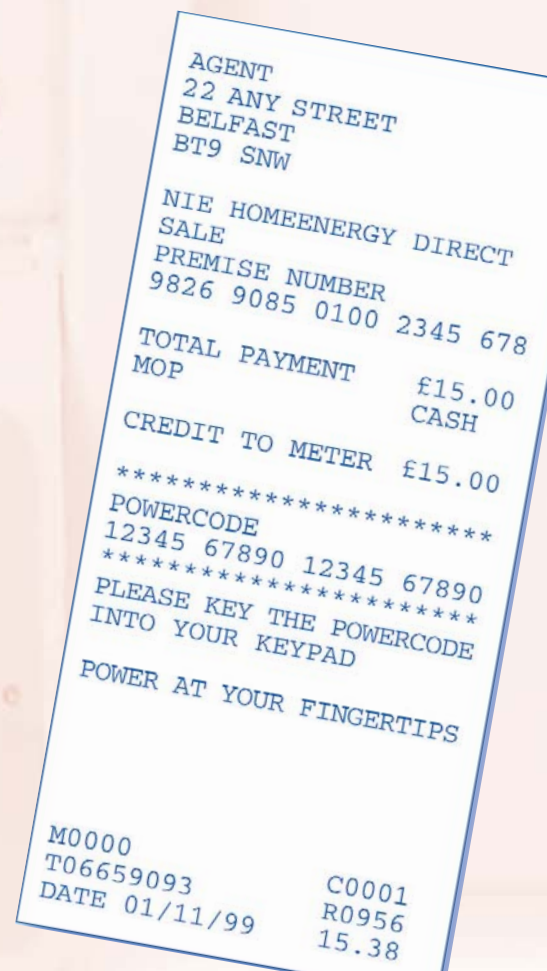 AGENT
22 ANY STREET
BELFAST
BT9 SNW
NIE HOMEENERGY DIRECT
SALE
PREMISE NUMBER
9826 9085 0100 2345 678
TOTAL PAYMENT £15.00
MOP CASH
CREDIT TO METER £15.00
***********************
POWERCODE
12345 67890 12345 67890
***********************
PLEASE KEY THE POWERCODE
INTO YOUR KEYPAD
POWER AT YOUR FINGERTIPS
M0000
T06659093 C0001
DATE 01/11/99 R0956
15.38